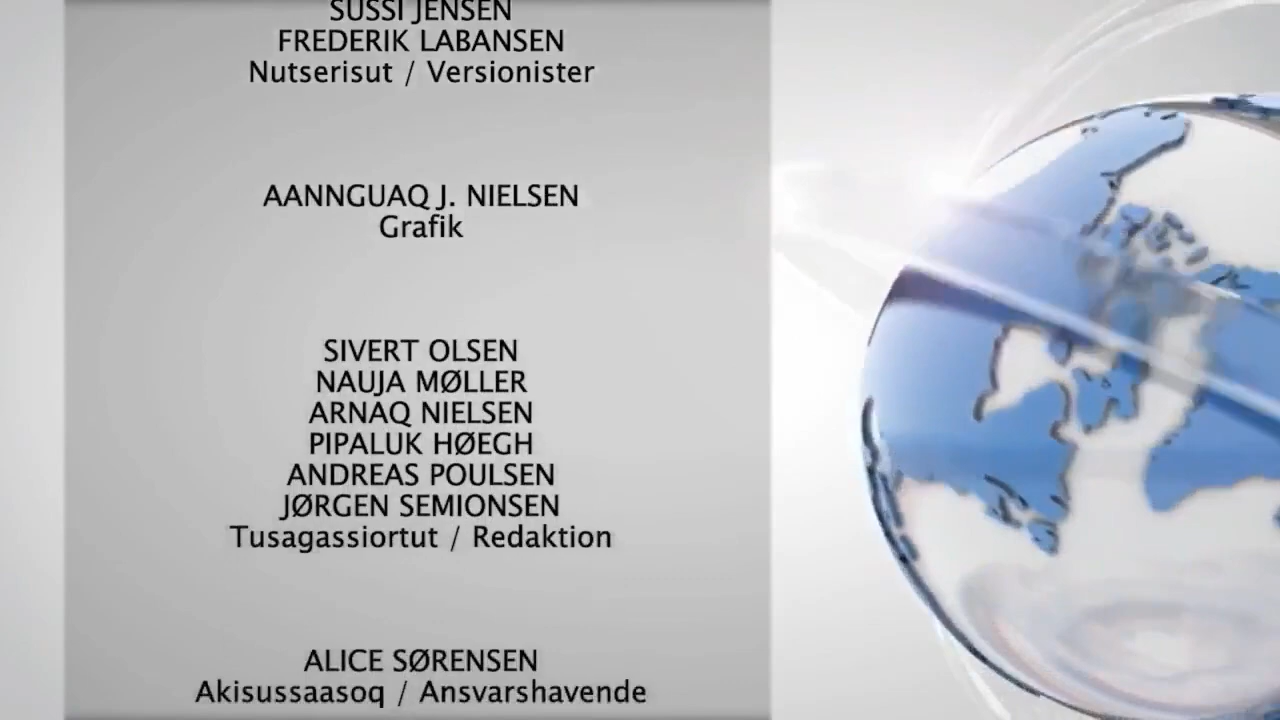 SUSSI JENSEN
FREDERIK LABANSEN
Nutserisut / Versionister
AANNGUAQ J. NIELSEN
Grafik
SIVERT OLSEN
NAUJA MØLLER
ARNAQ NIELSEN
PIPALUK HØEGH
ANDREAS POULSEN
JØRGEN SEMIONSEN
Tusagassiortut / Redaktion
ALICE SØRENSEN
Akisussaasoq / Ansvarshavende